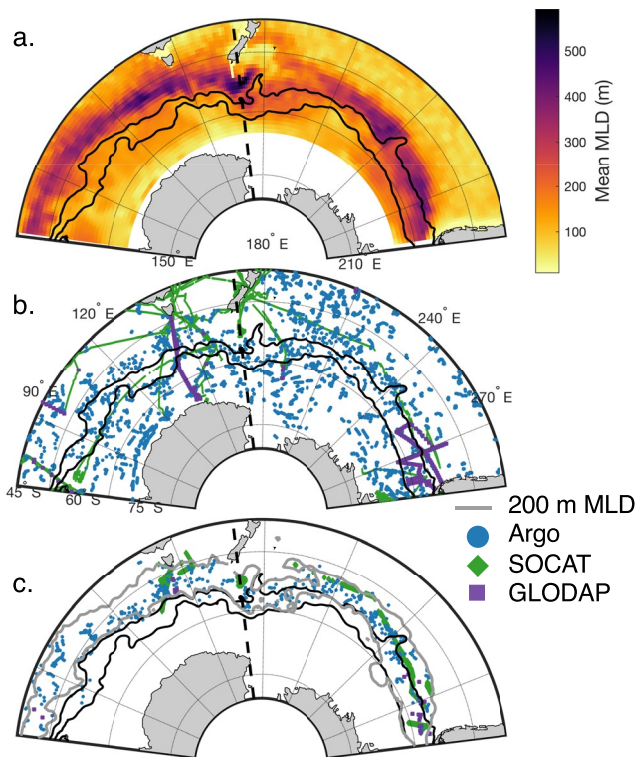 a.
500
400
300
200
100
Mean MLD (m)
150° E
180° E
210° E
b.
120° E
240° E
90° E
270° E
45° S
60° S
75° S
200 m MLD
Argo
SOCAT
GLODAP
c.